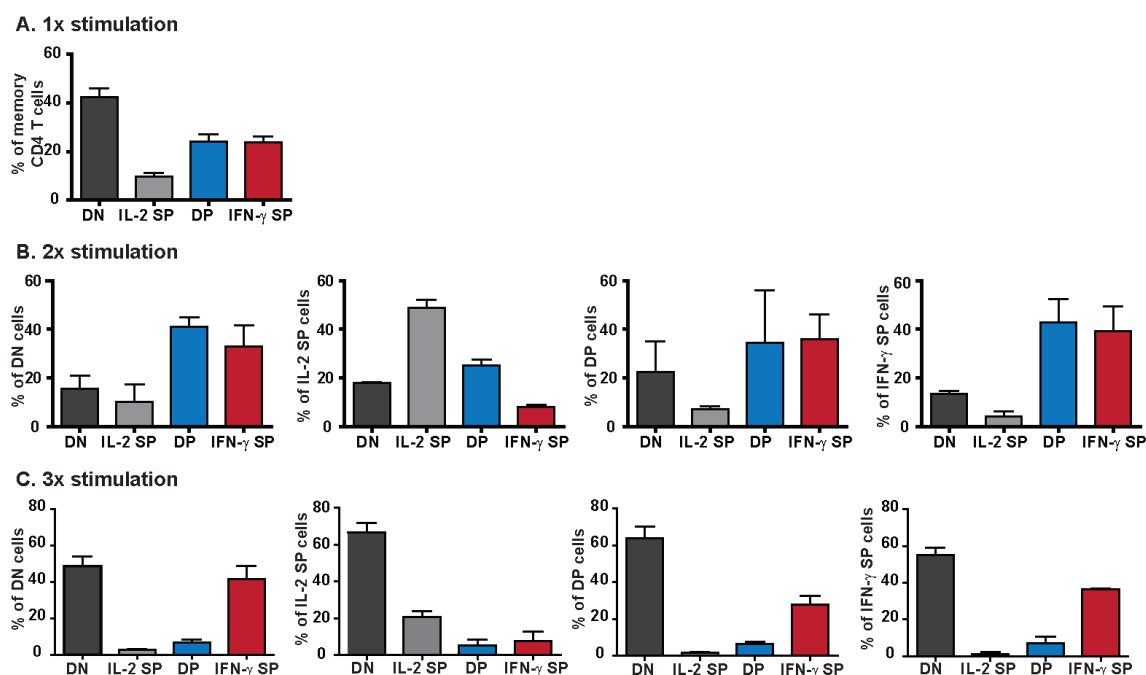 A. 1x stimulation
% of memory
CD4 T cells
60
40
20
0
DN IL-2 SP DP IFN-γ SP
B. 2x stimulation
% of DN cells
60
40
20
0
DN IL-2 SP DP IFN-γ SP
% of IL-2 SP cells
60
40
20
0
DN IL-2 SP DP IFN-γ SP
% of DP cells
60
40
20
0
DN IL-2 SP DP IFN-γ SP
% of IFN-γ SP cells
60
40
20
0
DN IL-2 SP DP IFN-γ SP
C. 3x stimulation
% of DN cells
80
60
40
20
0
DN IL-2 SP DP IFN-γ SP
% of IL-2 SP cells
80
60
40
20
0
DN IL-2 SP DP IFN-γ SP
% of DP cells
80
60
40
20
0
DN IL-2 SP DP IFN-γ SP
% of IFN-γ SP cells
80
60
40
20
0
DN IL-2 SP DP IFN-γ SP